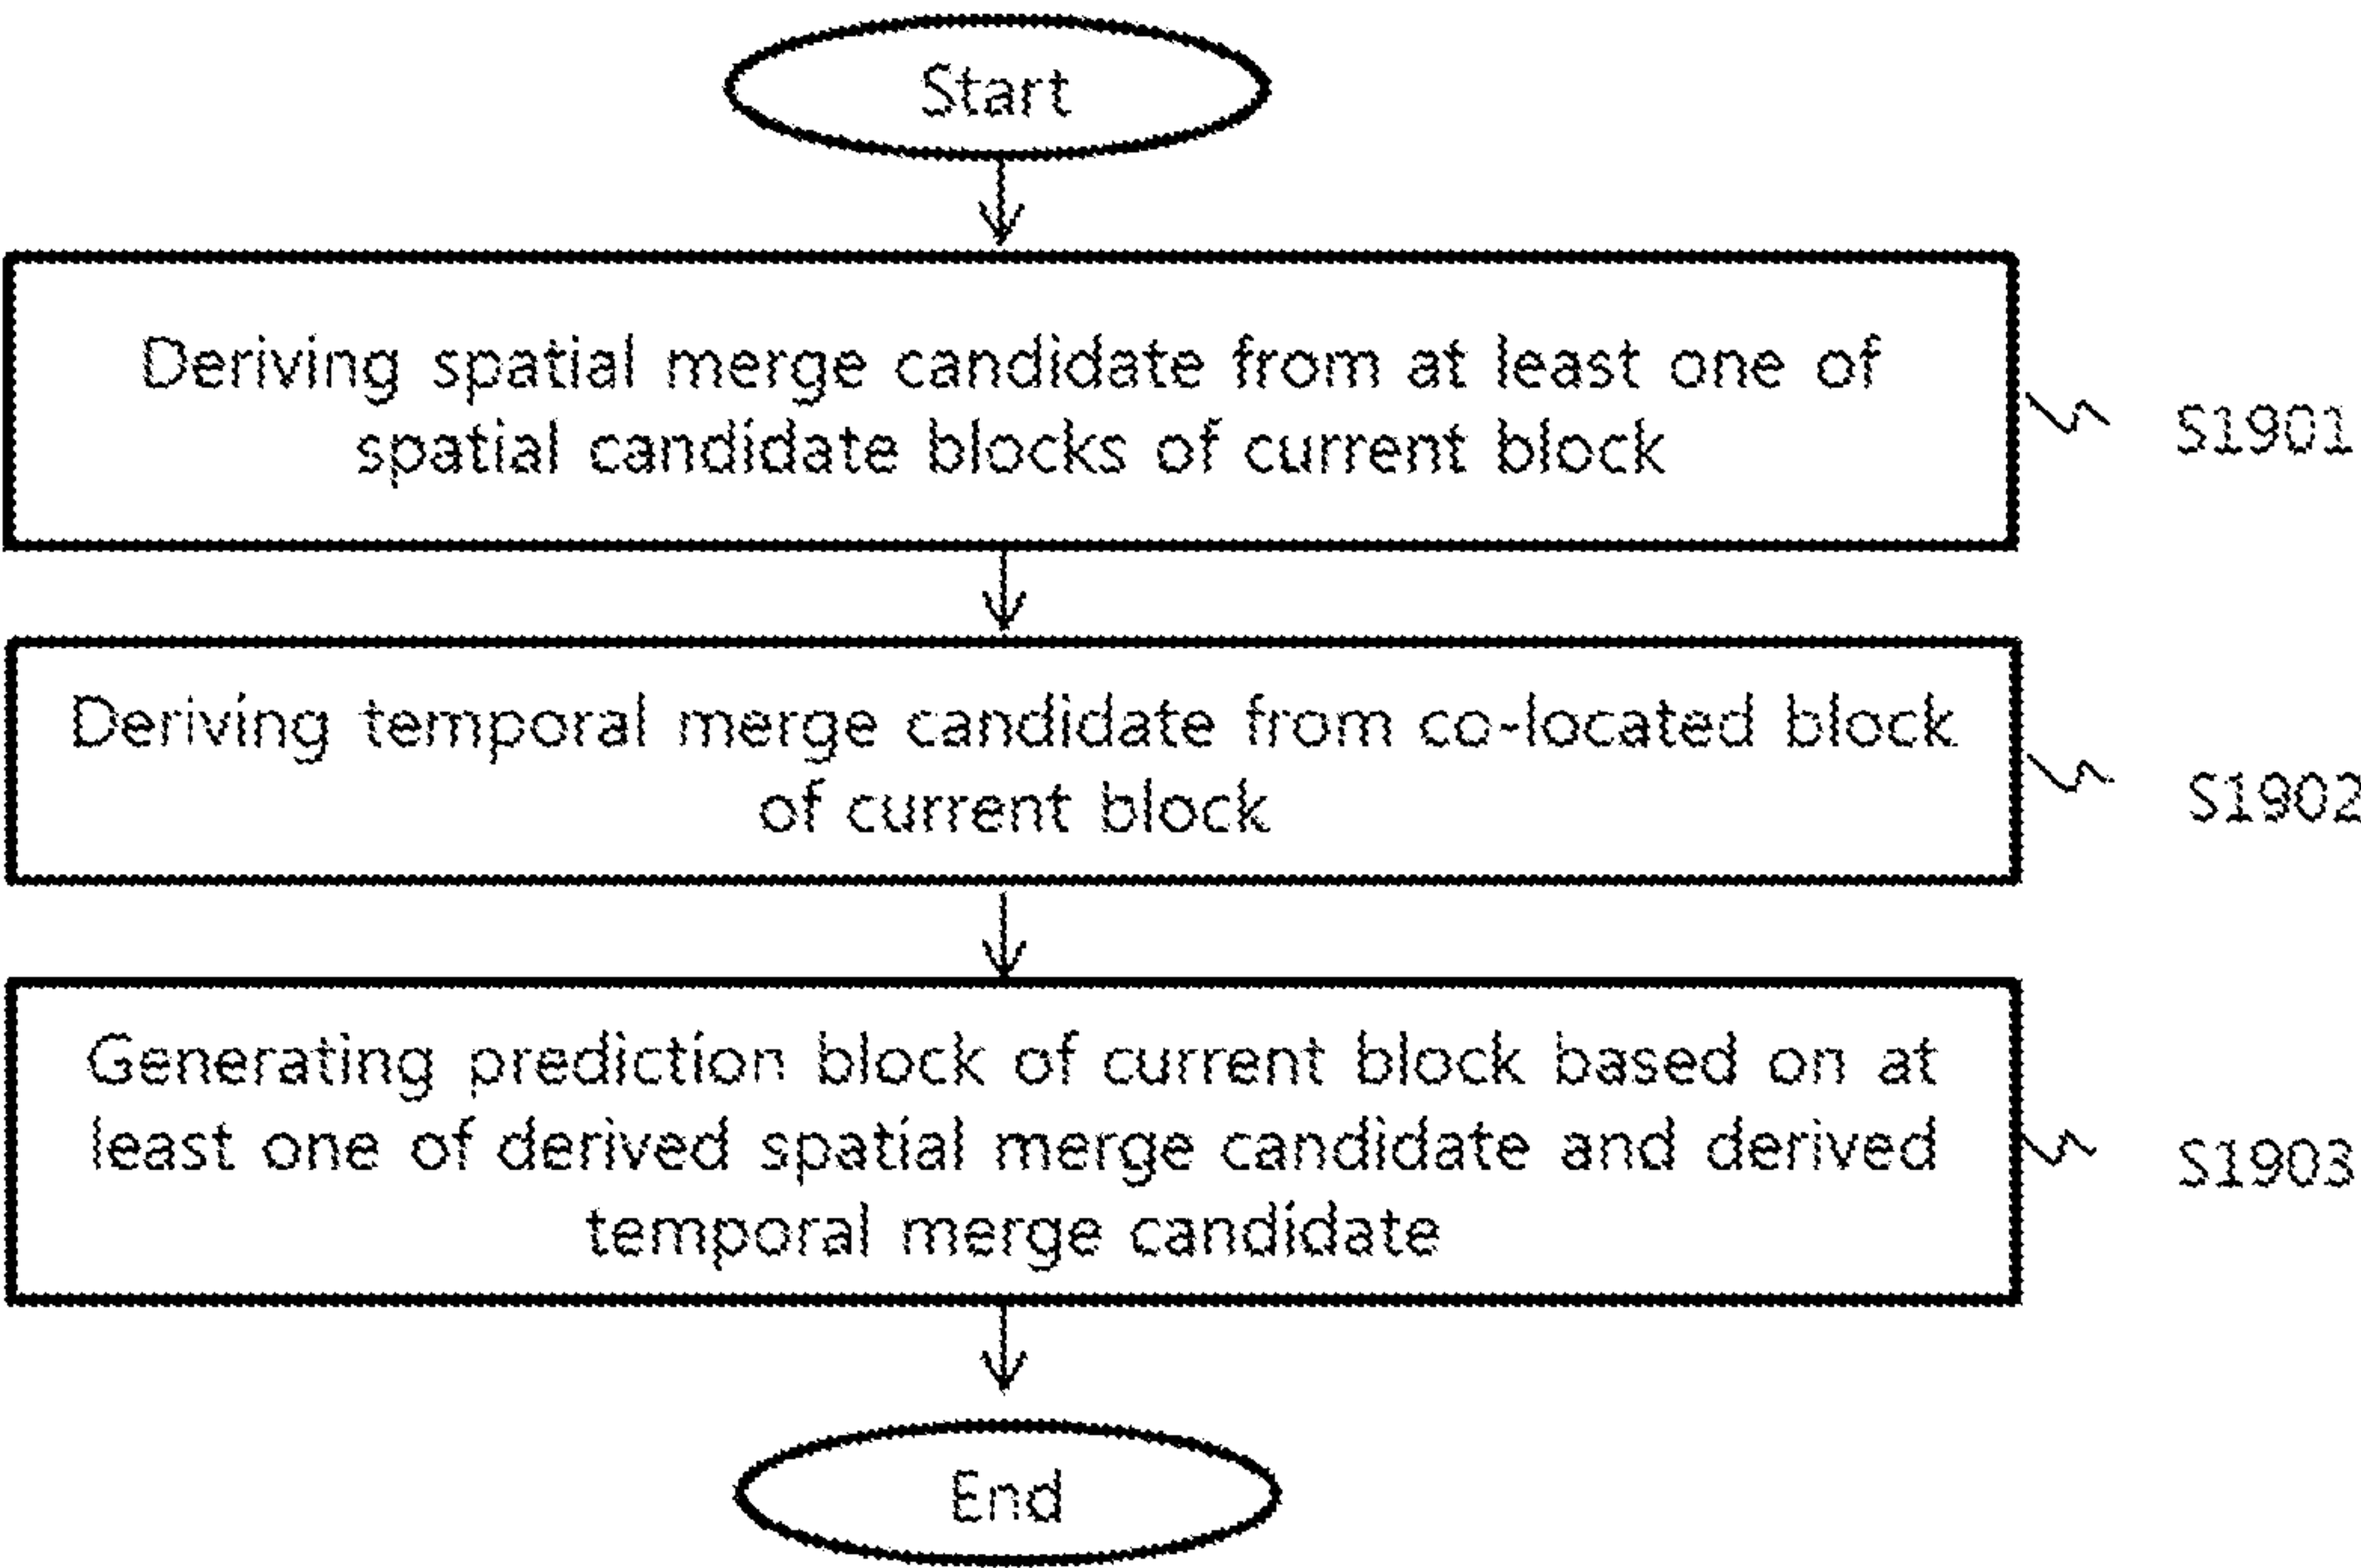 Start
Deriving spatial merge candidate from at least one of
spatial candidate blocks of current block
S1901
Deriving temporal merge candidate from co-located block
of current block
S1902
Generating prediction block of current block based on at
least one of derived spatial merge candidate and derived
temporal merge candidate
S1903
End